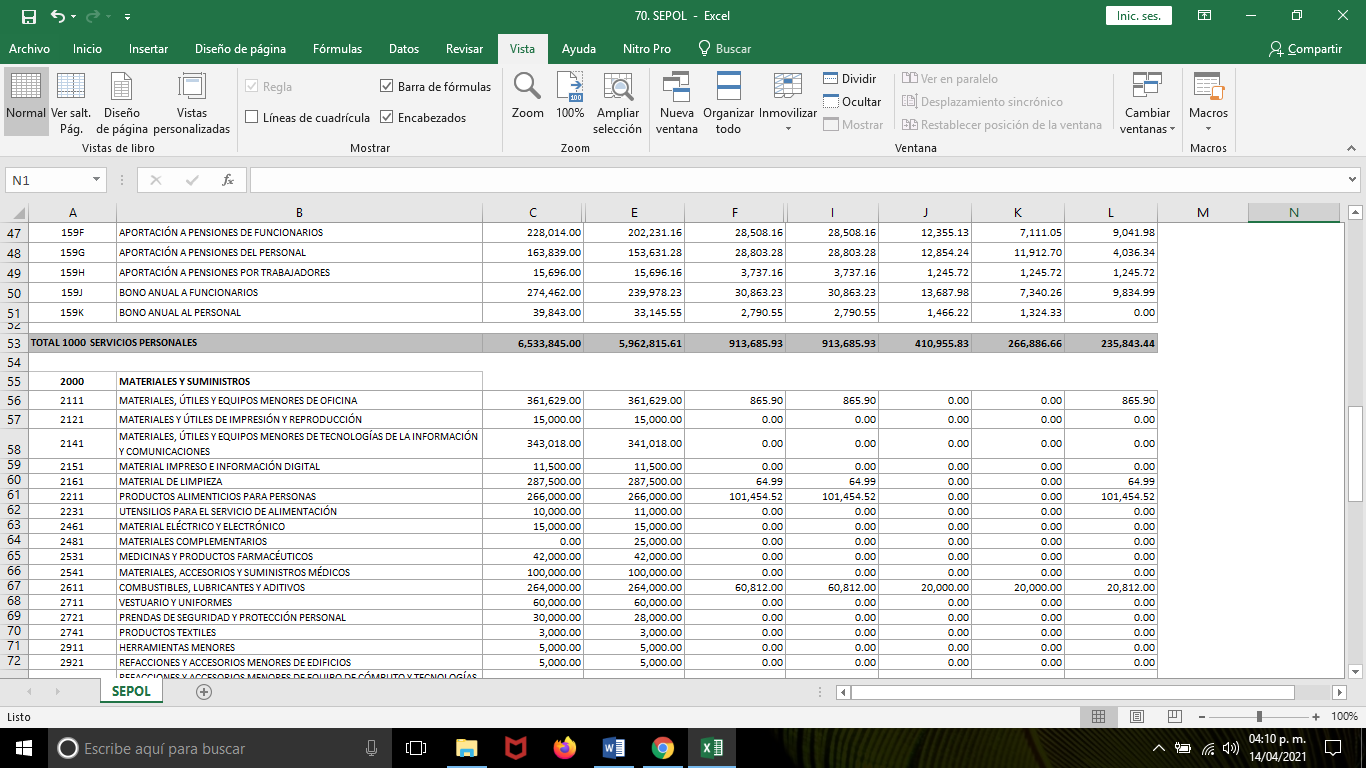 70. SEPOL - Excel
Inic. ses.
Archivo Inicio Insertar Diseño de página Fórmulas Datos Revisar Vista Ayuda Nitro Pro Buscar Compartir
Normal Ver salt. Pág. Diseño de página Vistas personalizadas
Vistas de libro
Regla Barra de fórmulas
Líneas de cuadrícula Encabezados
Mostrar
Zoom 100% Ampliar selección
100
Zoom
Nueva ventana Organizar todo Inmovilizar
Dividir Ver en paralelo
Ocultar Desplazamiento sincrónico
Mostrar Restablecer posición de la ventana
Cambiar ventanas
Ventana
Macros
Macros
N1 fx
A B C E F I J K L M N
47 159F APORTACIÓN A PENSIONES DE FUNCIONARIOS 228,014.00 202,231.16 28,508.16 28,508.16 12,355.13 7,111.05 9,041.98
48 159G APORTACIÓN A PENSIONES DEL PERSONAL 163,839.00 153,631.28 28,803.28 28,803.28 12,854.24 11,912.70 4,036.34
49 159H APORTACIÓN A PENSIONES POR TRABAJADORES 15,696.00 15,696.16 3,737.16 3,737.16 1,245.72 1,245.72 1,245.72
50 159J BONO ANUAL A FUNCIONARIOS 274,462.00 239,978.23 30,863.23 30,863.23 13,687.98 7,340.26 9,834.99
51 159K BONO ANUAL AL PERSONAL 39,843.00 33,145.55 2,790.55 2,790.55 1,466.22 1,324.33 0.00
52
53 TOTAL 1000 SERVICIOS PERSONALES 6,533,845.00 5,962,815.61 913,685.93 913,685.93 410,955.83 266,886.66 235,843.44
54
55 2000 MATERIALES Y SUMINISTROS
56 2111 MATERIALES, ÚTILES Y EQUIPOS MENORES DE OFICINA 361,629.00 361,629.00 865.90 865.90 0.00 0.00 865.90
57 2121 MATERIALES Y ÚTILES DE IMPRESIÓN Y REPRODUCCIÓN 15,000.00 15,000.00 0.00 0.00 0.00 0.00 0.00
58 2141 MATERIALES, ÚTILES Y EQUIPOS MENORES DE TECNOLOGÍAS DE LA INFORMACIÓN
Y COMUNICACIONES 343,018.00 341,018.00 0.00 0.00 0.00 0.00 0.00
59 2151 MATERIAL IMPRESO E INFORMACIÓN DIGITAL 11,500.00 11,500.00 0.00 0.00 0.00 0.00 0.00
60 2161 MATERIAL DE LIMPIEZA 287,500.00 287,500.00 64.99 64.99 0.00 0.00 64.99
61 2211 PRODUCTOS ALIMENTICIOS PARA PERSONAS 266,000.00 266,000.00 101,454.52 101,454.52 0.00 0.00 101,454.52
62 2231 UTENSILIOS PARA EL SERVICIO DE ALIMENTACIÓN 10,000.00 11,000.00 0.00 0.00 0.00 0.00 0.00
63 2461 MATERIAL ELÉCTRICO Y ELECTRÓNICO 15,000.00 15,000.00 0.00 0.00 0.00 0.00 0.00
64 2481 MATERIALES COMPLEMENTARIOS 0.00 25,000.00 0.00 0.00 0.00 0.00 0.00
65 2531 MEDICINAS Y PRODUCTOS FARMACÉUTICOS 42,000.00 42,000.00 0.00 0.00 0.00 0.00 0.00
66 2541 MATERIALES, ACCESORIOS Y SUMINISTROS MÉDICOS 100,000.00 100,000.00 0.00 0.00 0.00 0.00 0.00
67 2611 COMBUSTIBLES, LUBRICANTES Y ADITIVOS 264,000.00 264,000.00 60,812.00 60,812.00 20,000.00 20,000.00 20,812.00
68 2711 VESTUARIO Y UNIFORMES 60,000.00 60,000.00 0.00 0.00 0.00 0.00 0.00
69 2721 PRENDAS DE SEGURIDAD Y PROTECCIÓN PERSONAL 30,000.00 28,000.00 0.00 0.00 0.00 0.00 0.00
70 2741 PRODUCTOS TEXTILES 3,000.00 3,000.00 0.00 0.00 0.00 0.00 0.00
71 2911 HERRAMIENTAS MENORES 5,000.00 5,000.00 0.00 0.00 0.00 0.00 0.00
72 2921 REFACCIONES Y ACCESORIOS MENORES DE EDIFICIOS 5,000.00 5,000.00 0.00 0.00 0.00 0.00 0.00
REFACCIONES Y ACCESORIOS MENORES DE EQUIPO DE CÓMPUTO Y TECNOLOGÍAS
SEPOL
Listo 100%
Escribe aquí para buscar
04:10 p. m.
14/04/2021